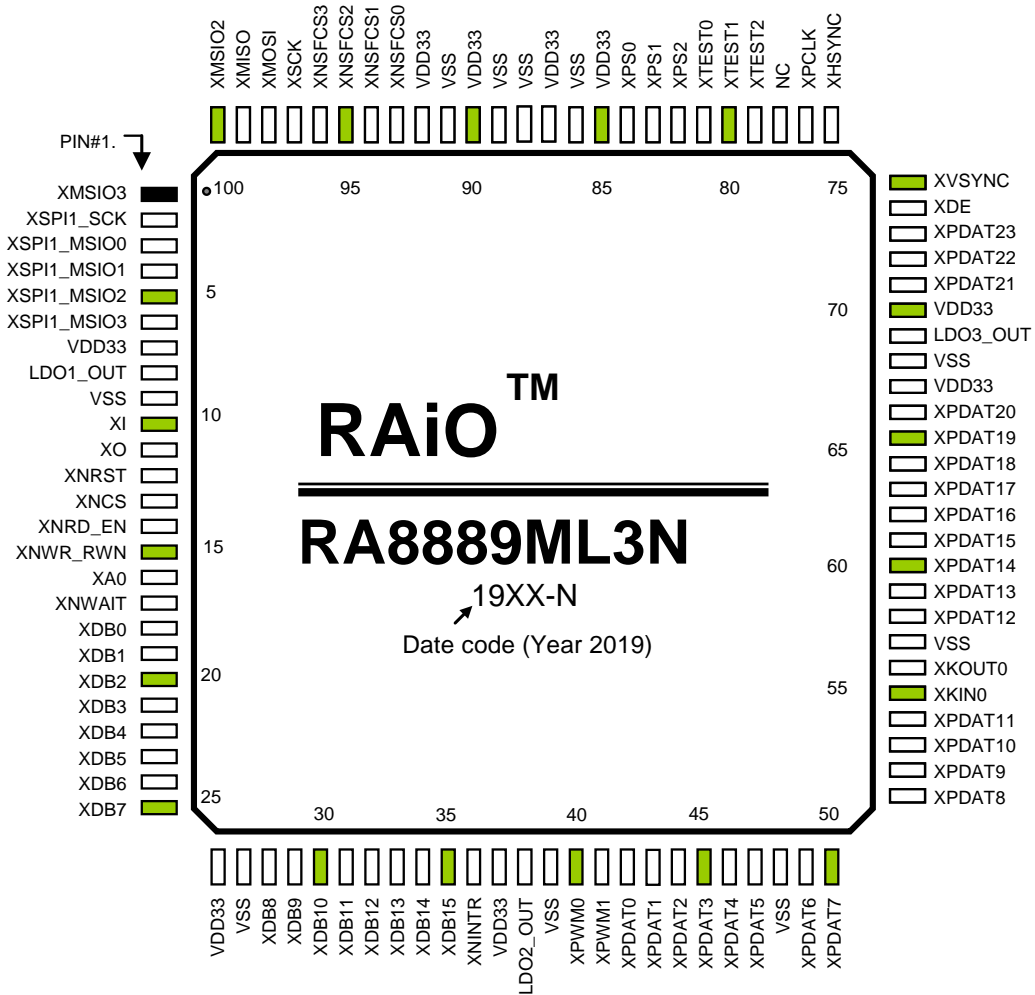 XMSIO2
XMISO
XMOSI
XSCK
XNSFCS3
XNSFCS2
XNSFCS1
XNSFCS0
VDD33
VSS
VDD33
VSS
VSS
VDD33
VSS
VDD33
XPS0
XPS1
XPS2
XTEST0
XTEST1
XTEST2
NC
XPCLK
XHSYNC
PIN#1.
100
95
90
85
80
75
XMSIO3
XSPI1_SCK
XSPI1_MSIO0
XSPI1_MSIO1
XSPI1_MSIO2
XSPI1_MSIO3
VDD33
LDO1_OUT
VSS
XI
XO
XNRST
XNCS
XNRD_EN
XNWR_RWN
XA0
XNWAIT
XDB0
XDB1
XDB2
XDB3
XDB4
XDB5
XDB6
XDB7
5
10
15
20
25
RAiO TM
RA8889ML3N
19XX-N
Date code (Year 2019)
70
65
60
55
XVSYNC
XDE
XPDAT23
XPDAT22
XPDAT21
VDD33
LDO3_OUT
VSS
VDD33
XPDAT20
XPDAT19
XPDAT18
XPDAT17
XPDAT16
XPDAT15
XPDAT14
XPDAT13
XPDAT12
VSS
XKOUT0
XKIN0
XPDAT11
XPDAT10
XPDAT9
XPDAT8
30
35
40
45
50
VDD33
VSS
XDB8
XDB9
XDB10
XDB11
XDB12
XDB13
XDB14
XDB15
XNINTR
VDD33
LDO2_OUT
VSS
XPWM0
XPWM1
XPDAT0
XPDAT1
XPDAT2
XPDAT3
XPDAT4
XPDAT5
VSS
XPDAT6
XPDAT7